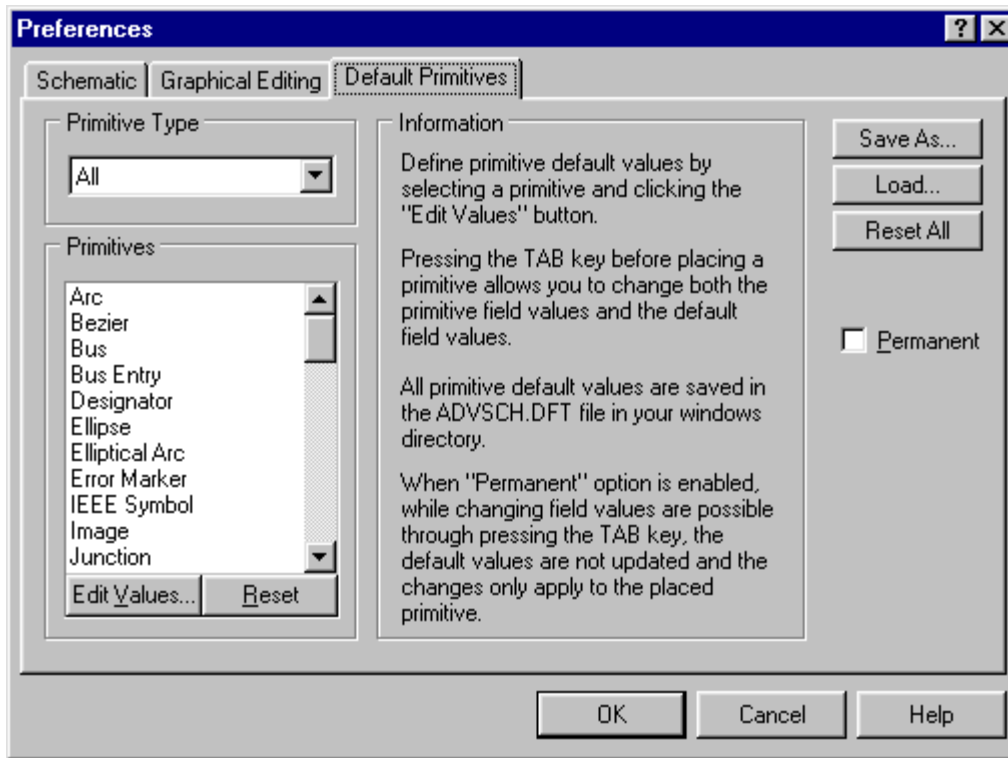 Preferences
Schematic
Graphical Editing
Default Primitives
Primitive Type
All
Primitives
Arc
Bezier
Bus
Bus Entry
Designator
Ellipse
Elliptical Arc
Error Marker
IEEE Symbol
Image
Junction
Edit Values...
Reset
Information
Define primitive default values by
selecting a primitive and clicking the
"Edit Values" button.
Pressing the TAB key before placing a
primitive allows you to change both the
primitive field values and the default
field values.
All primitive default values are saved in
the ADVSCH.DFT file in your windows
directory.
When "Permanent" option is enabled,
while changing field values are possible
through pressing the TAB key, the
default values are not updated and the
changes only apply to the placed
primitive.
Save As...
Load...
Reset All
Permanent
OK
Cancel
Help